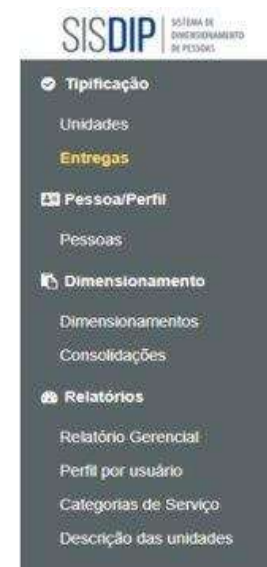 SISDIP
SISTEMA DE
DIMENSIONAMENTO
DE PESSOAS
Tipificação
Unidades
Entregas
Pessoa/Perfil
Pessoas
Dimensionamento
Dimensionamentos
Consolidações
Relatórios
Relatório Gerencial
Perfil por usuário
Categorias de Serviço
Descrição das unidades